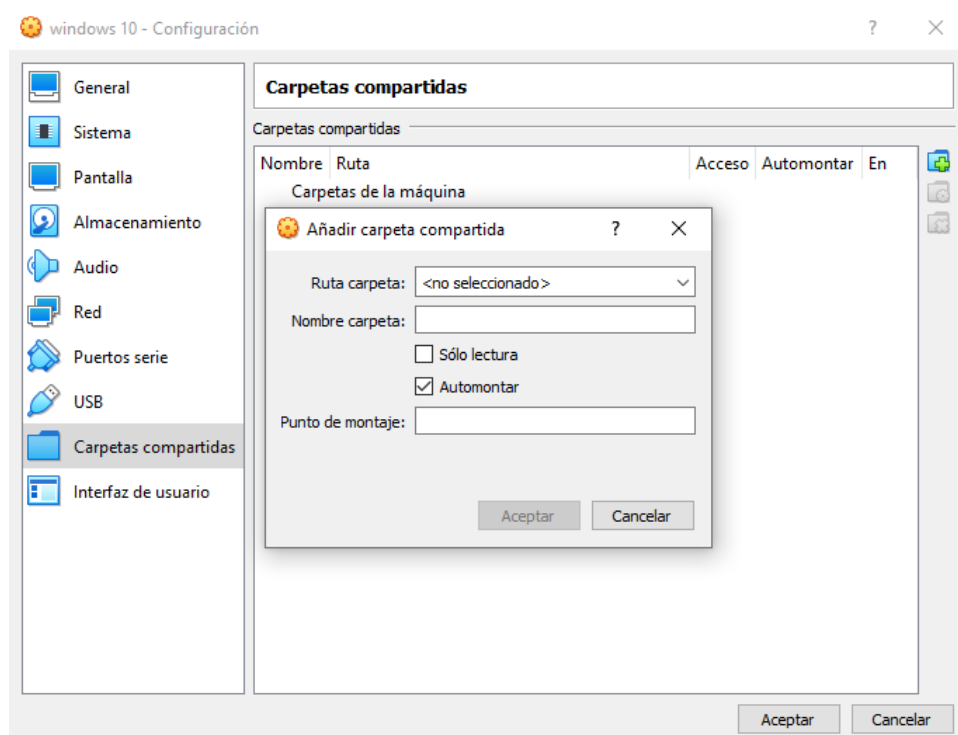 windows 10 - Configuración
?
General
Sistema
Pantalla
Almacenamiento
Audio
Red
Puertos serie
USB
Carpetas compartidas
Interfaz de usuario
Carpetas compartidas
Carpetas compartidas
Nombre Ruta Acceso Automontar En
Carpetas de la máquina
Añadir carpeta compartida ?
Ruta carpeta: <no seleccionado>
Nombre carpeta:
Sólo lectura
Automontar
Punto de montaje:
Aceptar Cancelar
Aceptar Cancelar